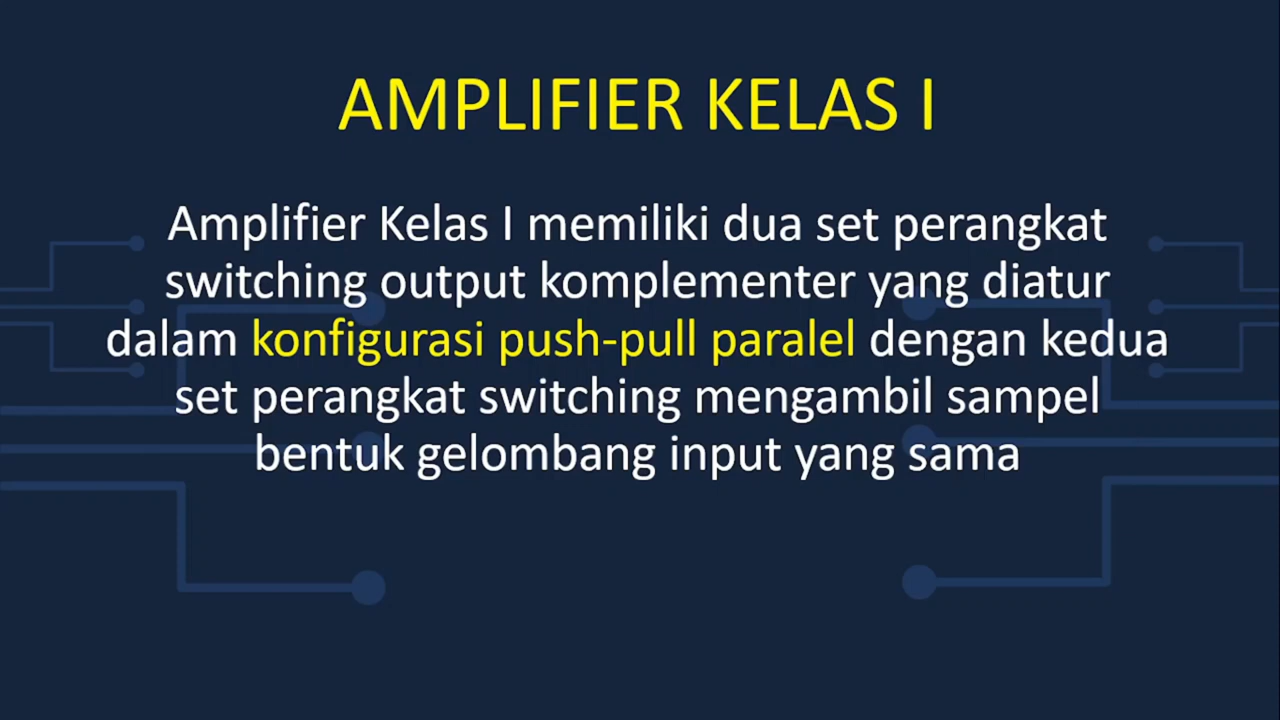 AMPLIFIER KELAS I
Amplifier Kelas I memiliki dua set perangkat
switching output komplementer yang diatur
dalam konfigurasi push-pull paralel dengan kedua
set perangkat switching mengambil sampel
bentuk gelombang input yang sama